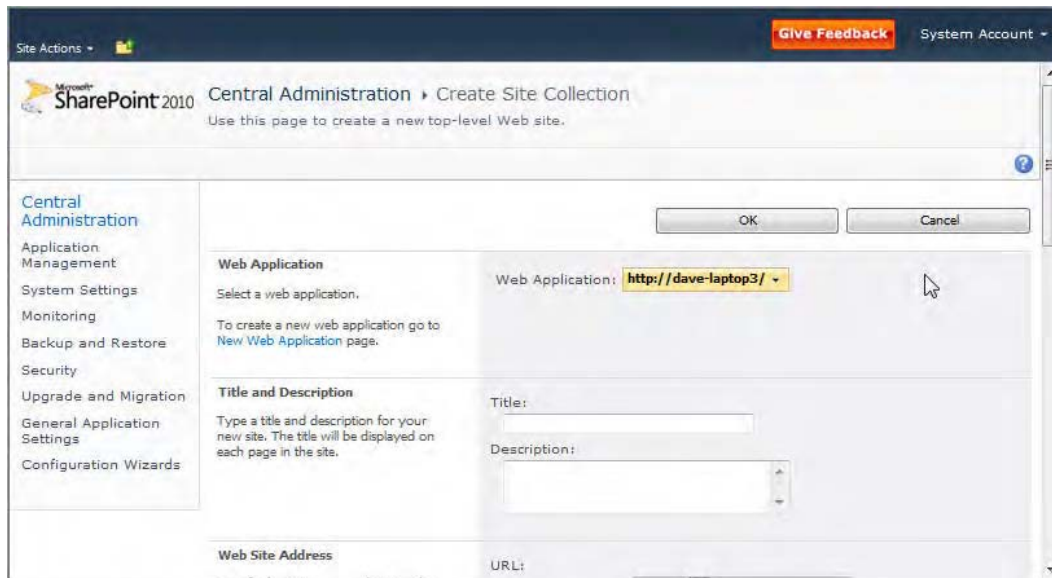 Site Actions
Give Feedback
System Account
Microsoft
SharePoint 2010
Central Administration ▸ Create Site Collection
Use this page to create a new top-level Web site.
Central
Administration
Application
Management
System Settings
Monitoring
Backup and Restore
Security
Upgrade and Migration
General Application
Settings
Configuration Wizards
OK
Cancel
Web Application
Select a web application.
To create a new web application go to
New Web Application page.
Web Application: http://dave-laptop3/
Title and Description
Type a title and description for your
new site. The title will be displayed on
each page in the site.
Title:
Description:
Web Site Address
URL: